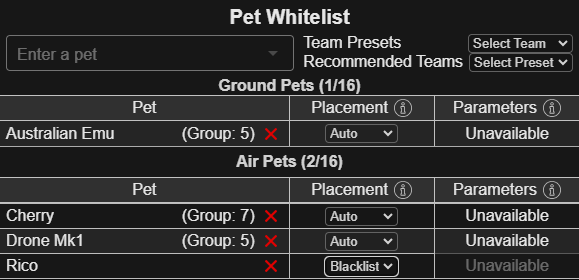 Pet Whitelist
Enter a pet
Team Presets Select Team
Recommended Teams Select Preset
Ground Pets (1/16)
Pet Placement Parameters
Australian Emu (Group: 5) Auto Unavailable
Air Pets (2/16)
Pet Placement Parameters
Cherry (Group: 7) Auto Unavailable
Drone Mk1 (Group: 5) Auto Unavailable
Rico Blacklist Unavailable